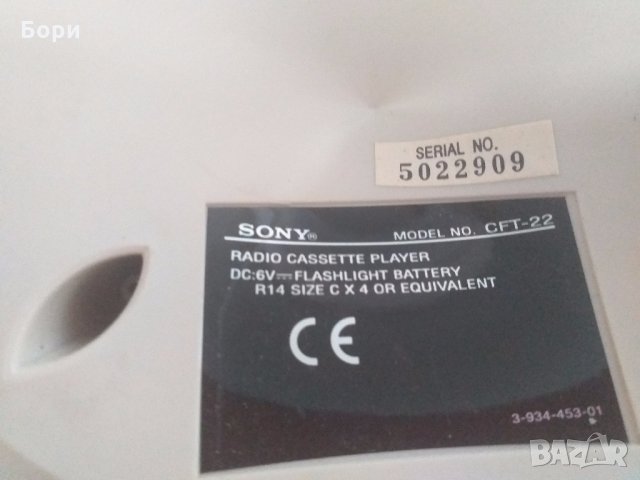 Бори
SERIAL NO.
5022909
SONY® MODEL NO. CFT-22
RADIO CASSETTE PLAYER
DC:6V⎓FLASHLIGHT BATTERY
R14 SIZE C X 4 OR EQUIVALENT
CE
3-934-453-01
BAZAR